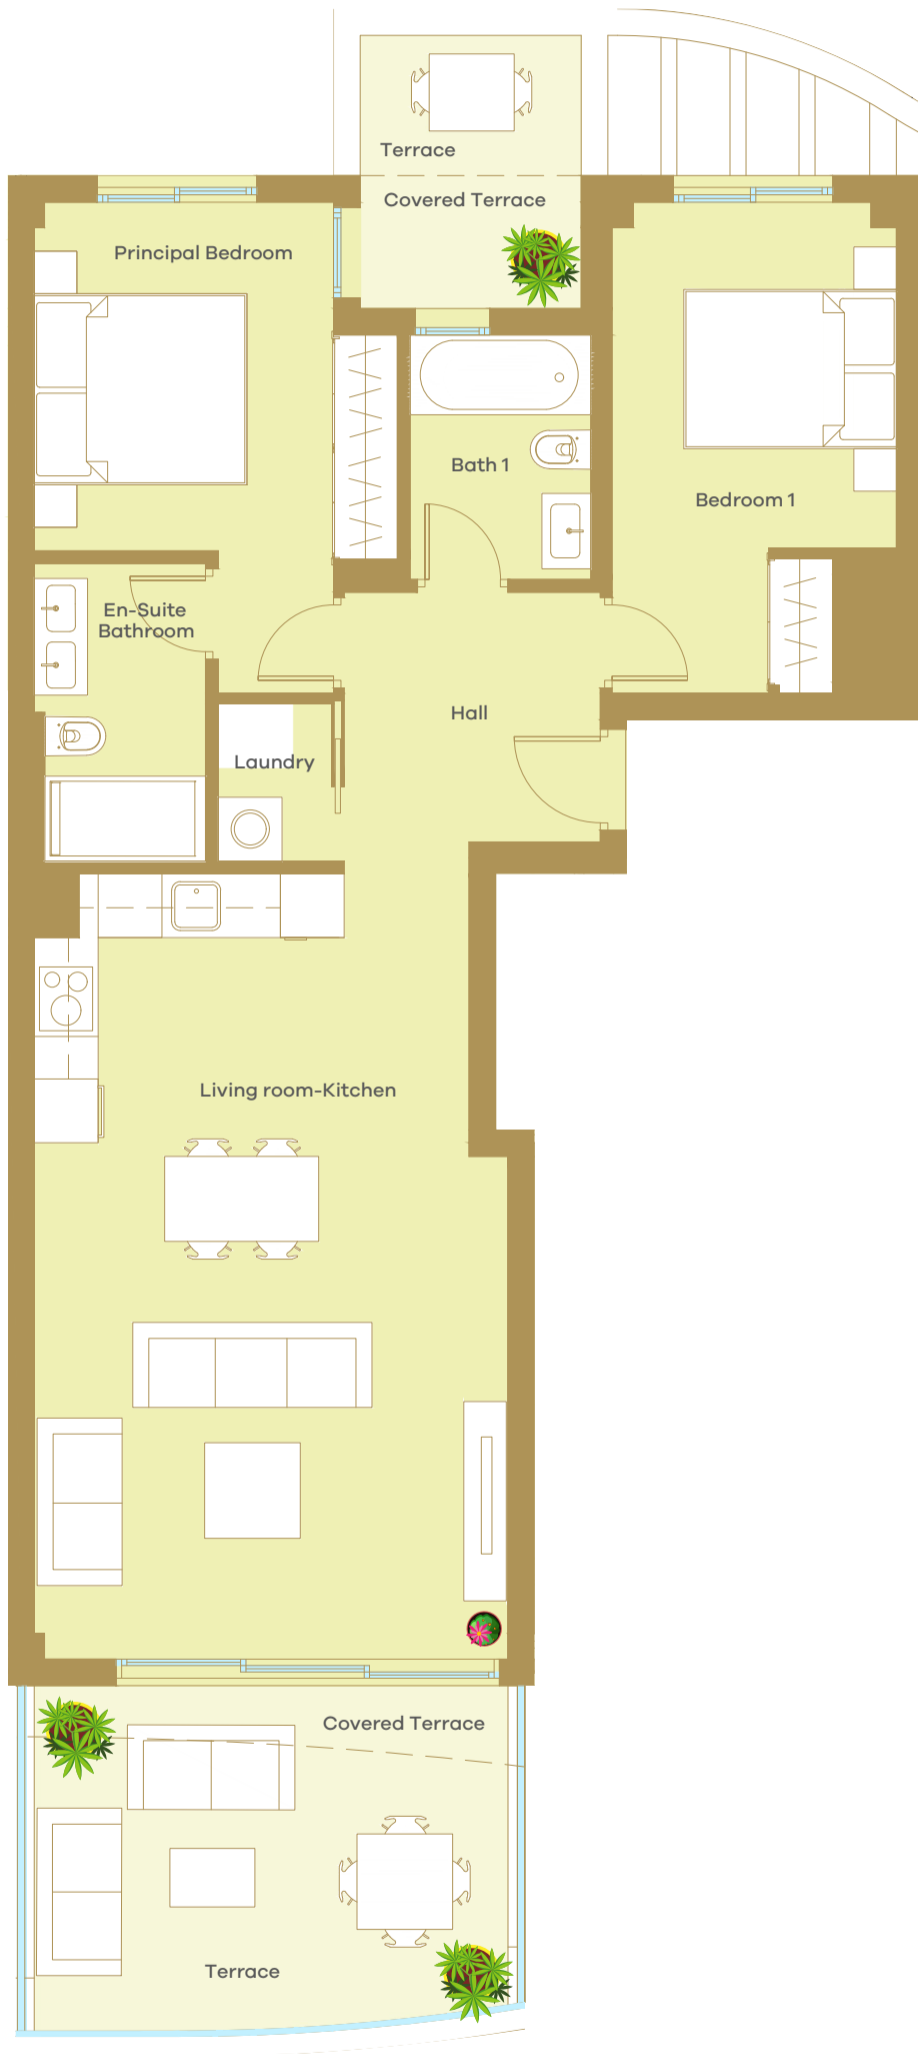 Terrace
Covered Terrace
Principal Bedroom
Bath 1
Bedroom 1
En-Suite
Bathroom
Hall
Laundry
Living room-Kitchen
Covered Terrace
Terrace